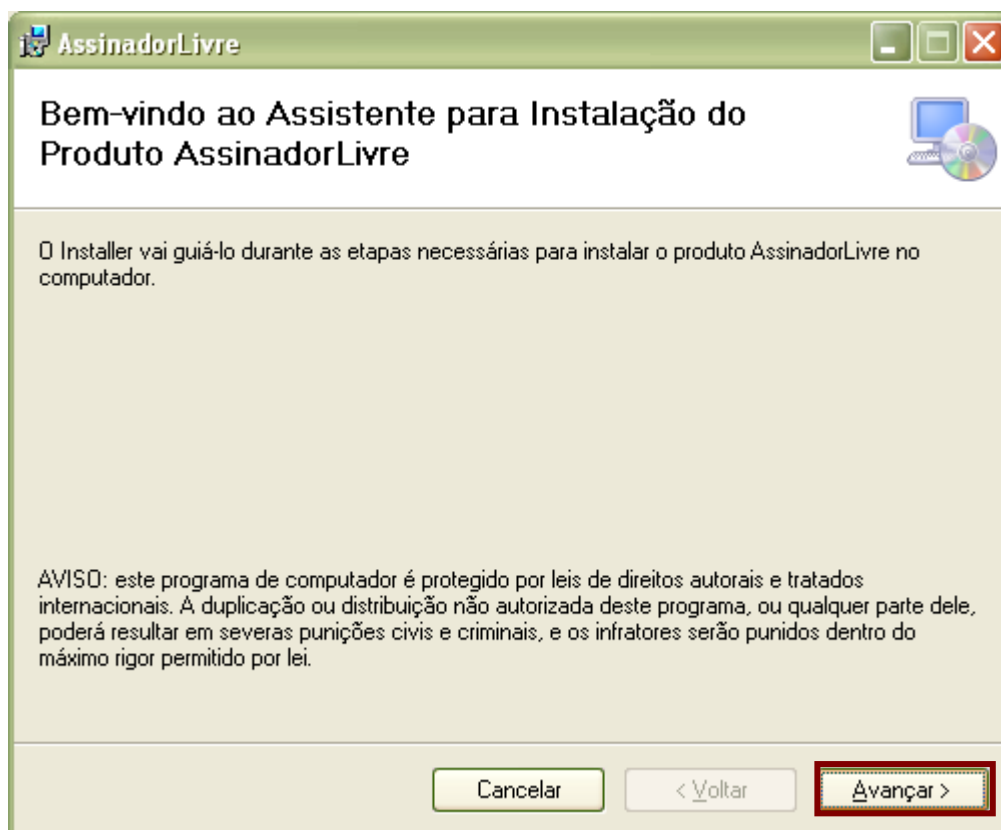 AssinadorLivre
Bem-vindo ao Assistente para Instalação do
Produto AssinadorLivre
O Installer vai guiá-lo durante as etapas necessárias para instalar o produto AssinadorLivre no
computador.
AVISO: este programa de computador é protegido por leis de direitos autorais e tratados
internacionais. A duplicação ou distribuição não autorizada deste programa, ou qualquer parte dele,
poderá resultar em severas punições civis e criminais, e os infratores serão punidos dentro do
máximo rigor permitido por lei.
Cancelar < Voltar Avançar >